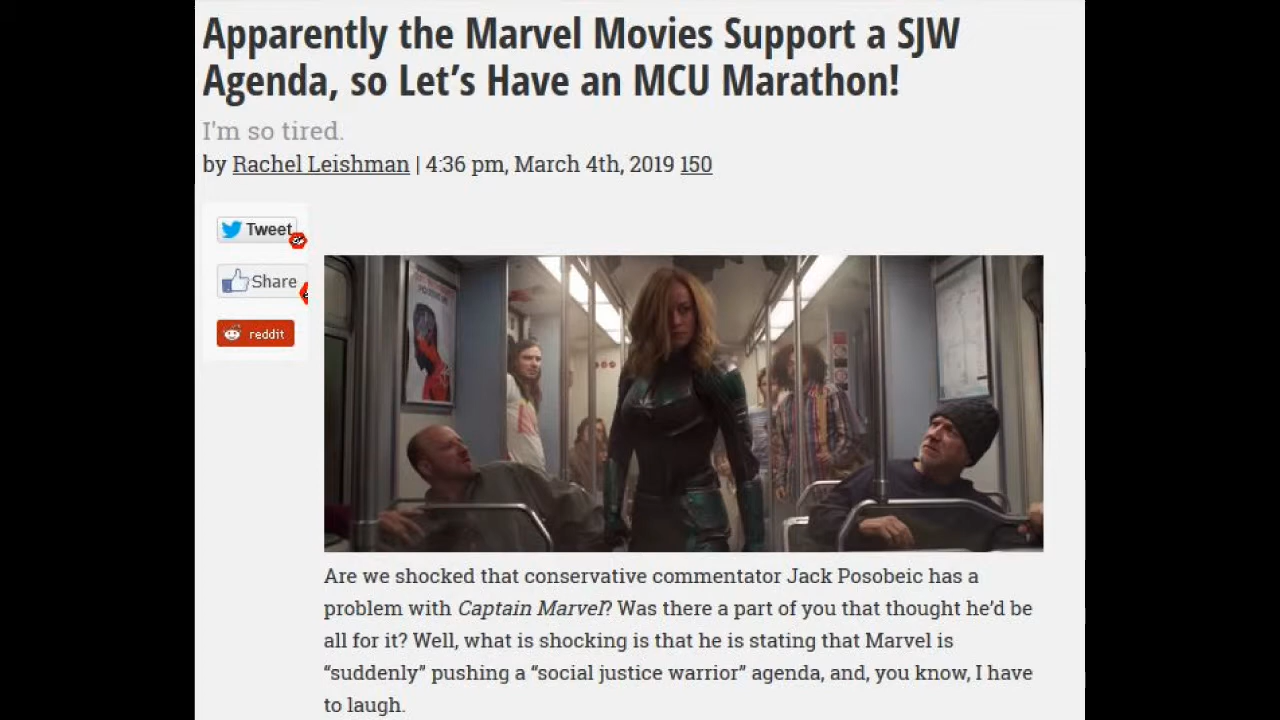 Apparently the Marvel Movies Support a SJW
Agenda, so Let's Have an MCU Marathon!
I'm so tired.
by Rachel Leishman | 4:36 pm, March 4th, 2019 150
Tweet
Share
reddit
Are we shocked that conservative commentator Jack Posobeic has a
problem with Captain Marvel? Was there a part of you that thought he'd be
all for it? Well, what is shocking is that he is stating that Marvel is
“suddenly” pushing a “social justice warrior” agenda, and, you know, I have
to laugh.